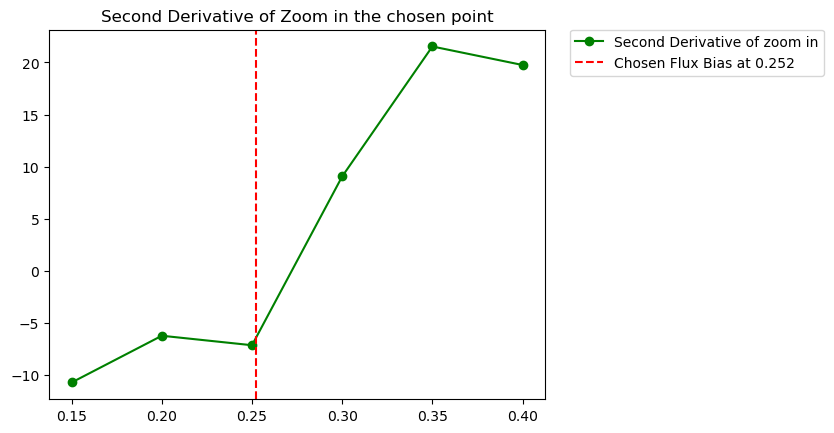 Second Derivative of Zoom in the chosen point
Second Derivative of zoom in
Chosen Flux Bias at 0.252
20
15
10
5
0
−5
−10
0.15 0.20 0.25 0.30 0.35 0.40